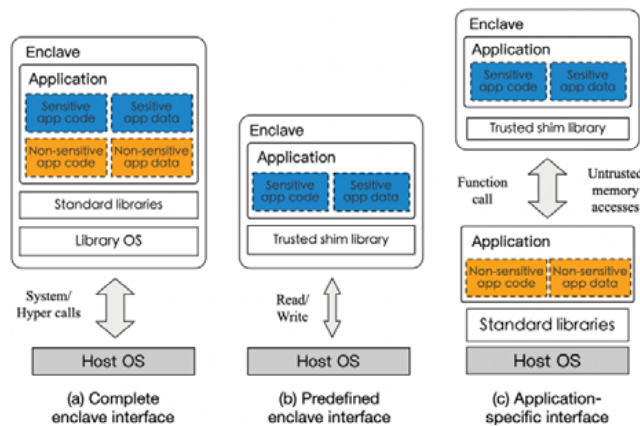 Enclave
Application
Sensitive
app code
Sesitive
app data
Non-sensitive
app code
Non-sensitive
app data
Standard libraries
Library OS
System/
Hyper calls
Host OS
(a) Complete
enclave interface
Enclave
Application
Sensitive
app code
Sesitive
app data
Trusted shim library
Read/
Write
Host OS
(b) Predefined
enclave interface
Enclave
Application
Sensitive
app code
Sesitive
app data
Trusted shim library
Function
call
Untrusted
memory
accesses
Application
Non-sensitive
app code
Non-sensitive
app data
Standard libraries
Host OS
(c) Application-
specific interface